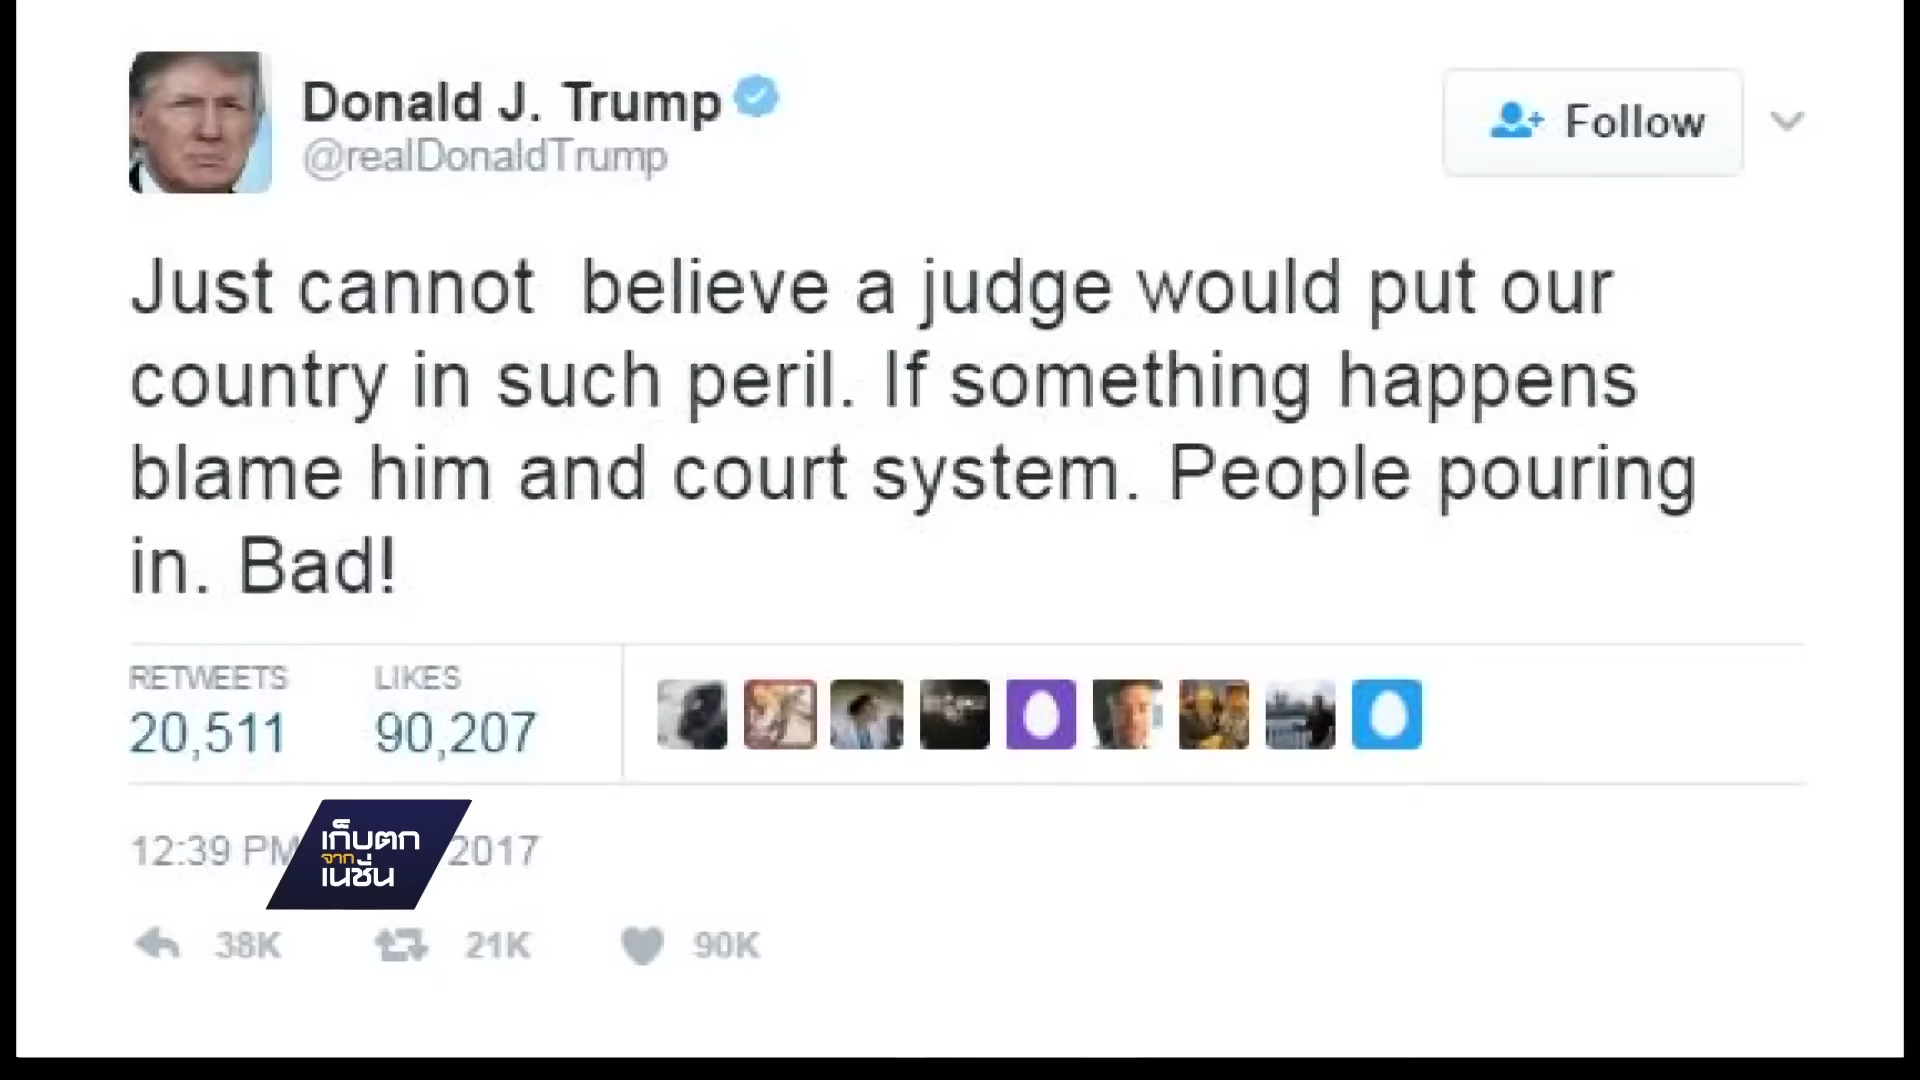 Donald J. Trump
@realDonaldTrump
Follow
Just cannot believe a judge would put our
country in such peril. If something happens
blame him and court system. People pouring
in. Bad!
RETWEETS LIKES
20,511 90,207
12:39 PM 2017
เก็บตก
จาก
เนชั่น
38K 21K 90K